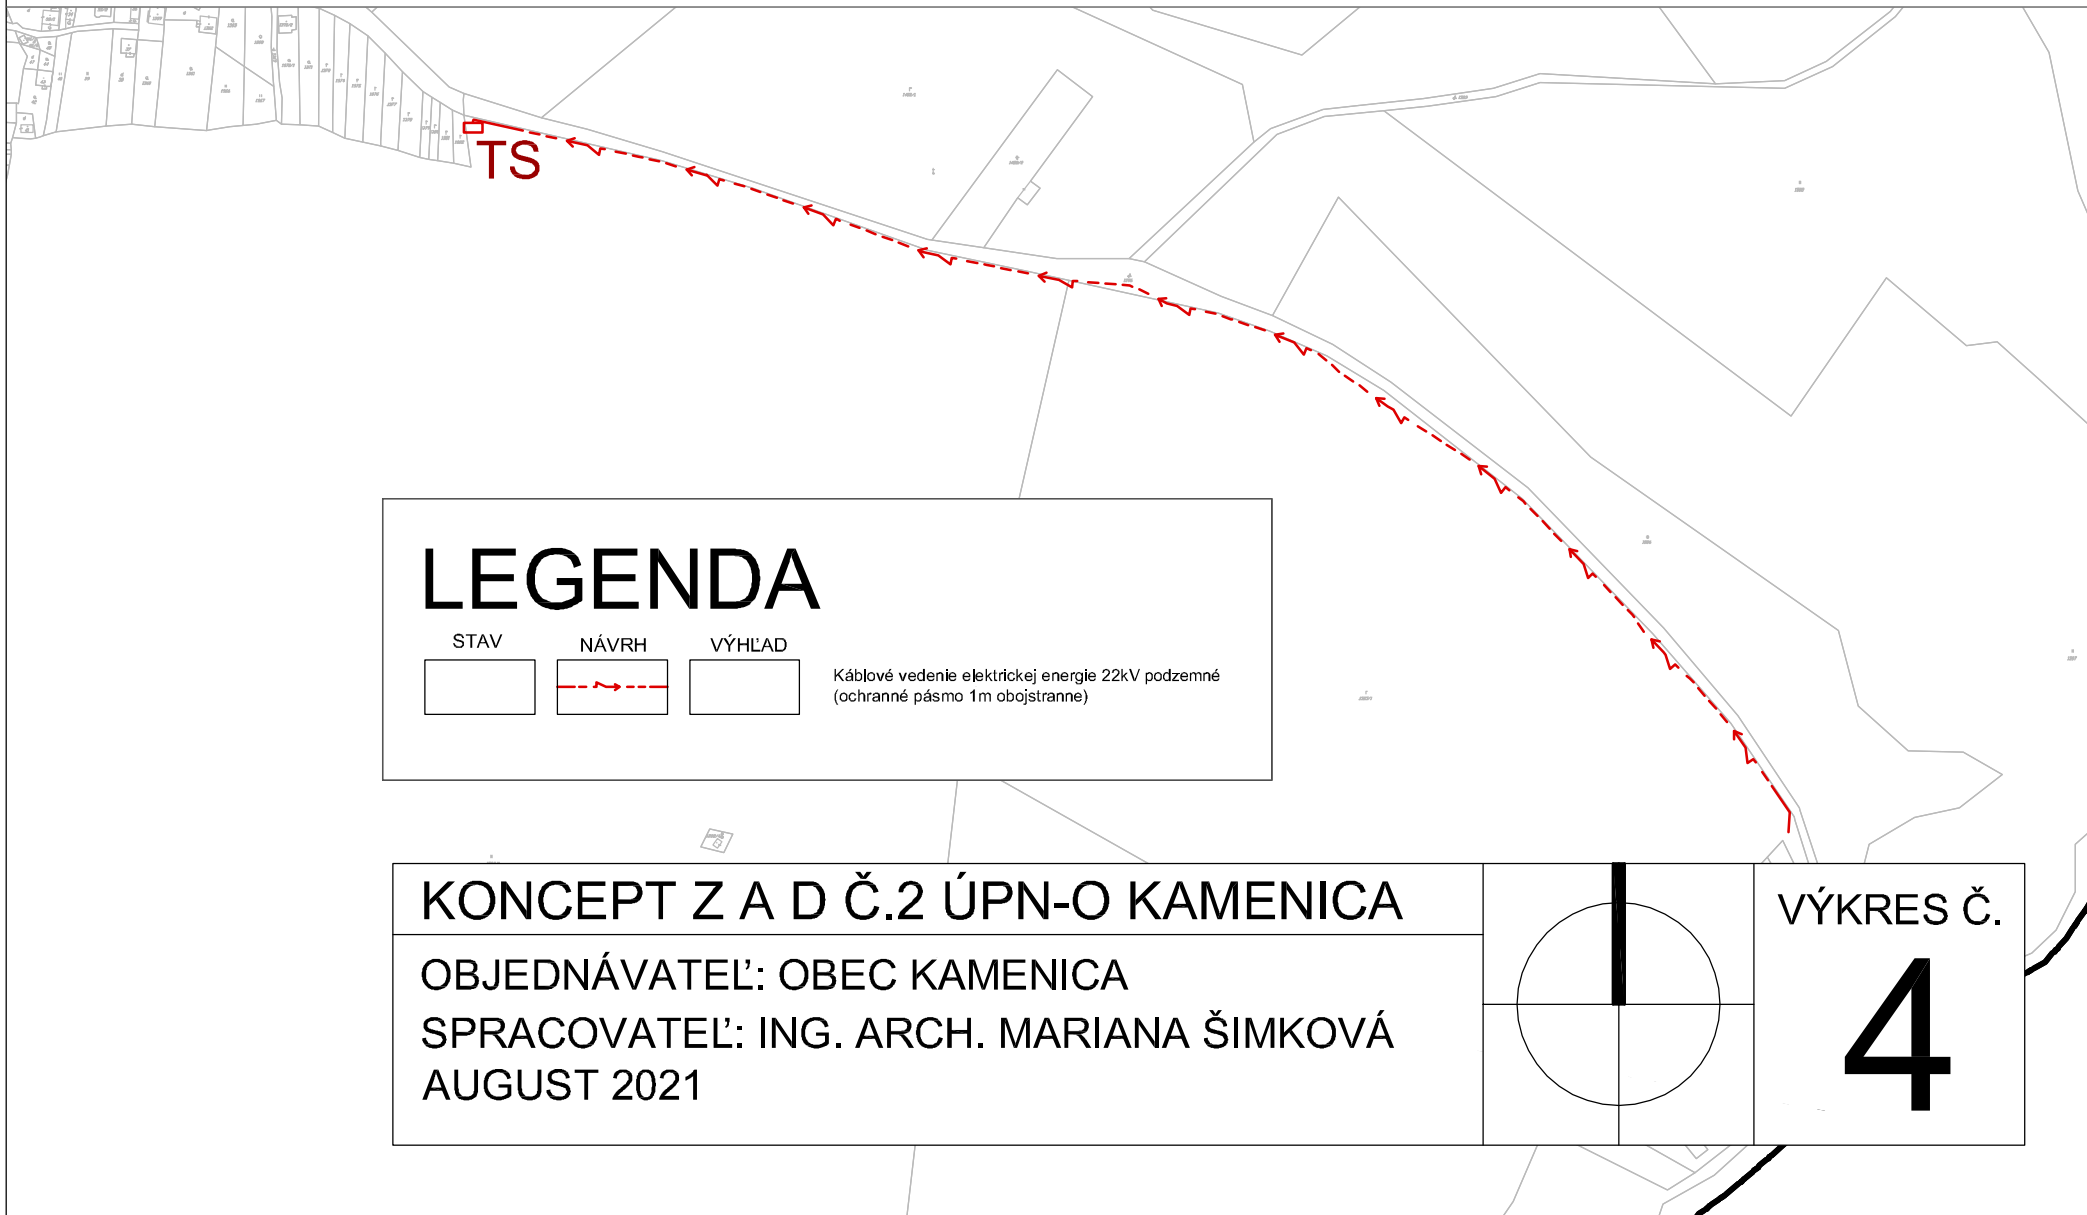 TS
LEGENDA
STAV NÁVRH VÝHĽAD
Káblové vedenie elektrickej energie 22kV podzemné
(ochranné pásmo 1m obojstranne)
KONCEPT Z A D Č.2 ÚPN-O KAMENICA
OBJEDNÁVATEĽ: OBEC KAMENICA
SPRACOVATEĽ: ING. ARCH. MARIANA ŠIMKOVÁ
AUGUST 2021
VÝKRES Č.
4